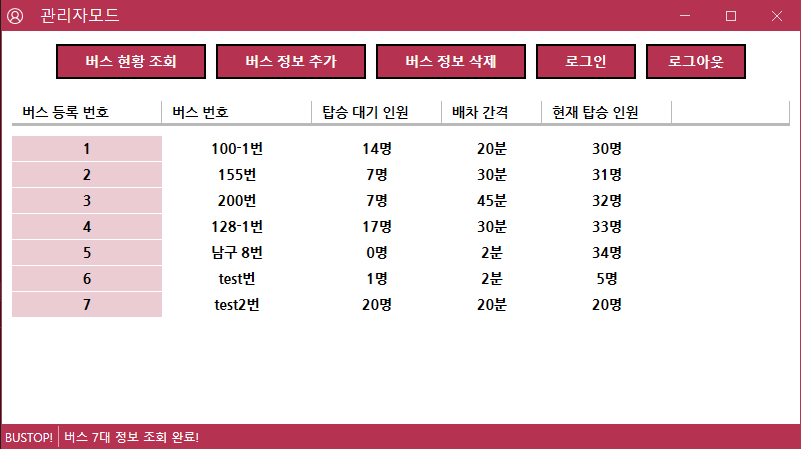 관리자모드
버스 현황 조회 버스 정보 추가 버스 정보 삭제 로그인 로그아웃
버스 등록 번호 버스 번호 탑승 대기 인원 배차 간격 현재 탑승 인원
1 100-1번 14명 20분 30명
2 155번 7명 30분 31명
3 200번 7명 45분 32명
4 128-1번 17명 30분 33명
5 남구 8번 0명 2분 34명
6 test번 1명 2분 5명
7 test2번 20명 20분 20명
BUSTOP! 버스 7대 정보 조회 완료!